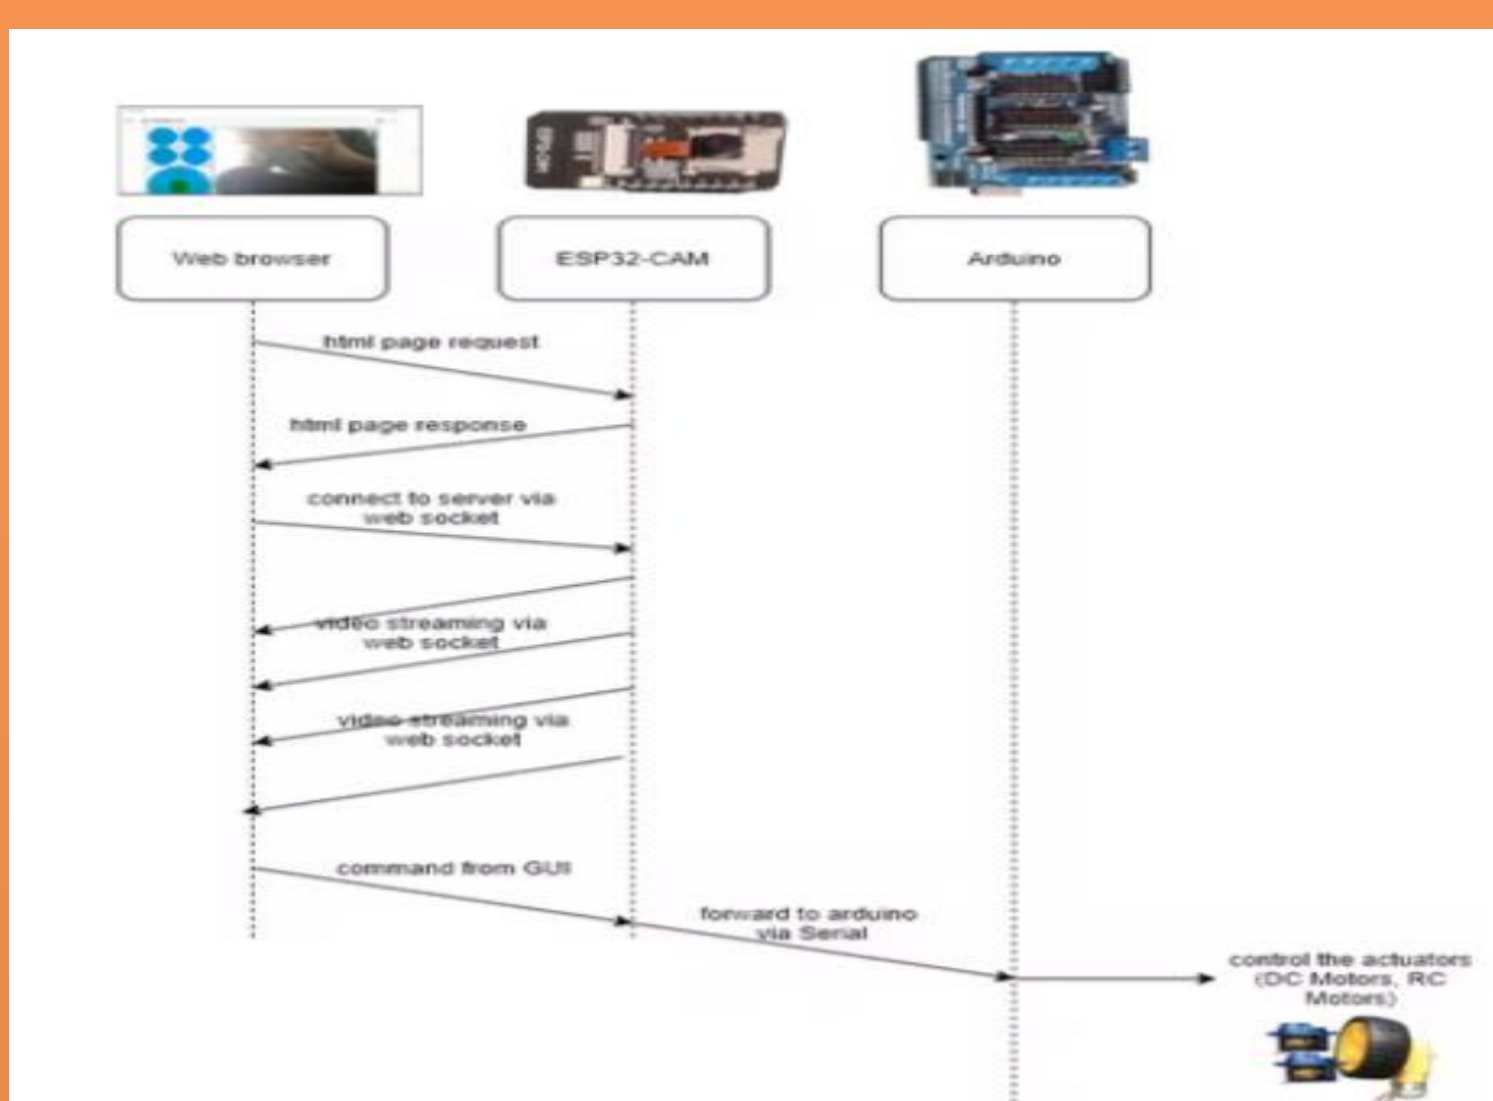 Web browser
ESP32-CAM
Arduino
html page request
html page response
connect to server via
web socket
video streaming via
web socket
video streaming via
web socket
command from GUI
forward to arduino
via Serial
control the actuators
(DC Motors, RC
Motors)